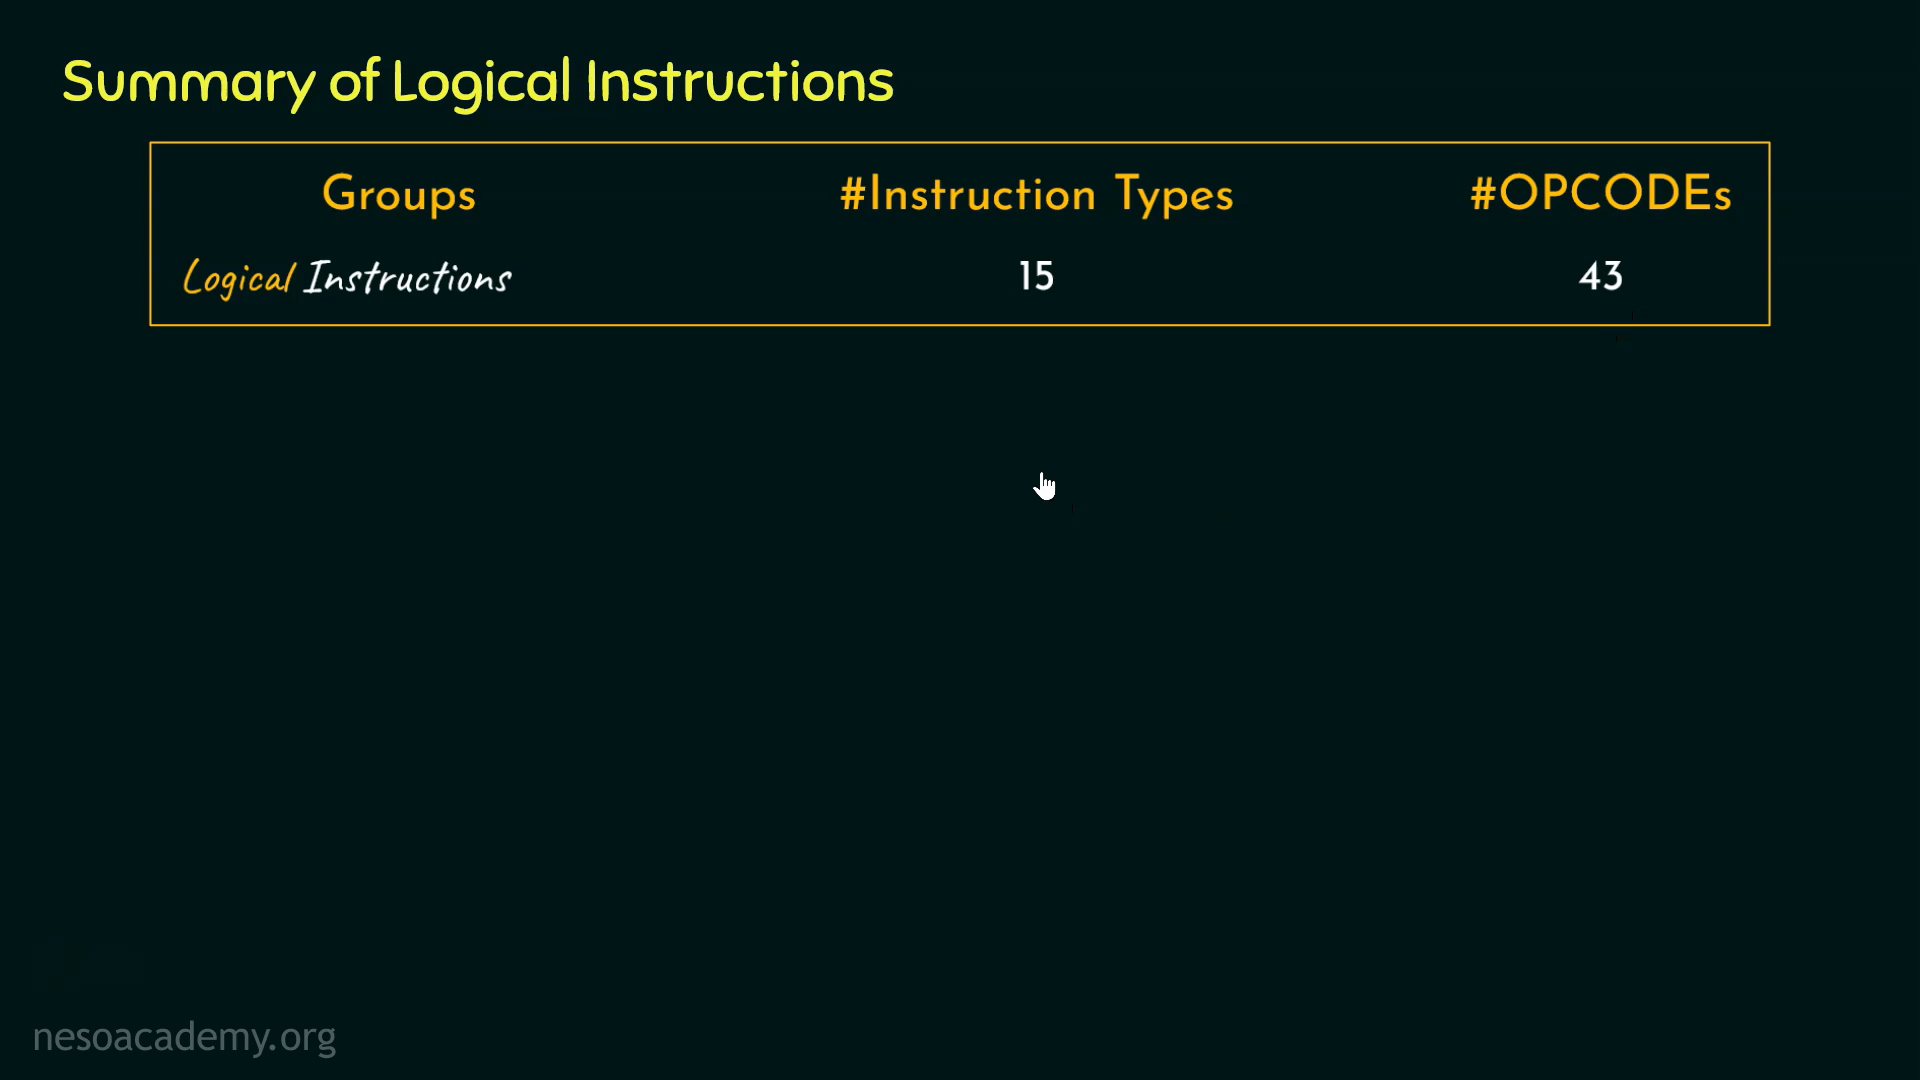 Summary of Logical Instructions
Groups #Instruction Types #OPCODEs
Logical Instructions 15 43
nesoacademy.org